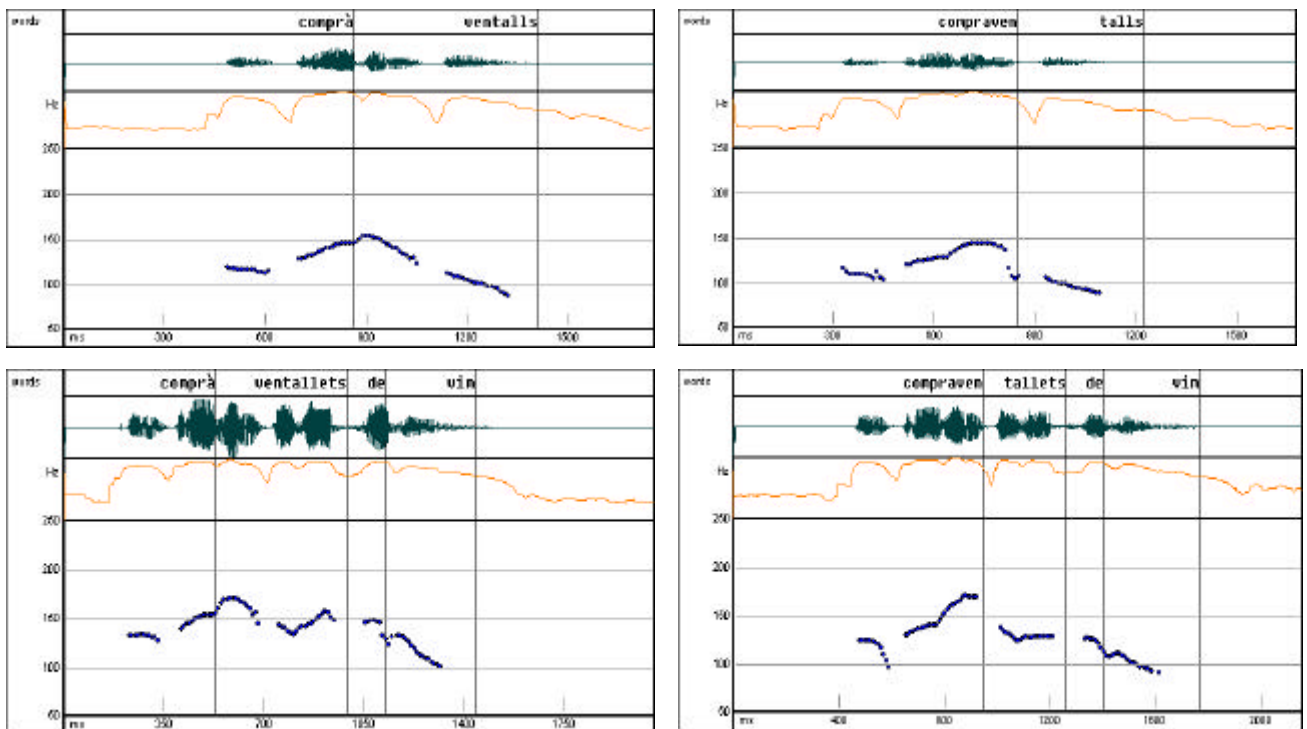 words comprà ventalls
Hz
250
200
150
100
50
ms 300 600 900 1200 1500
words compraven talls
Hz
250
200
150
100
50
ms 300 600 900 1200 1500
words comprà ventallets de vin
Hz
250
200
150
100
50
ms 350 700 1050 1400 1750
words compraven tallets de vin
Hz
250
200
150
100
50
ms 400 800 1200 1600 2000